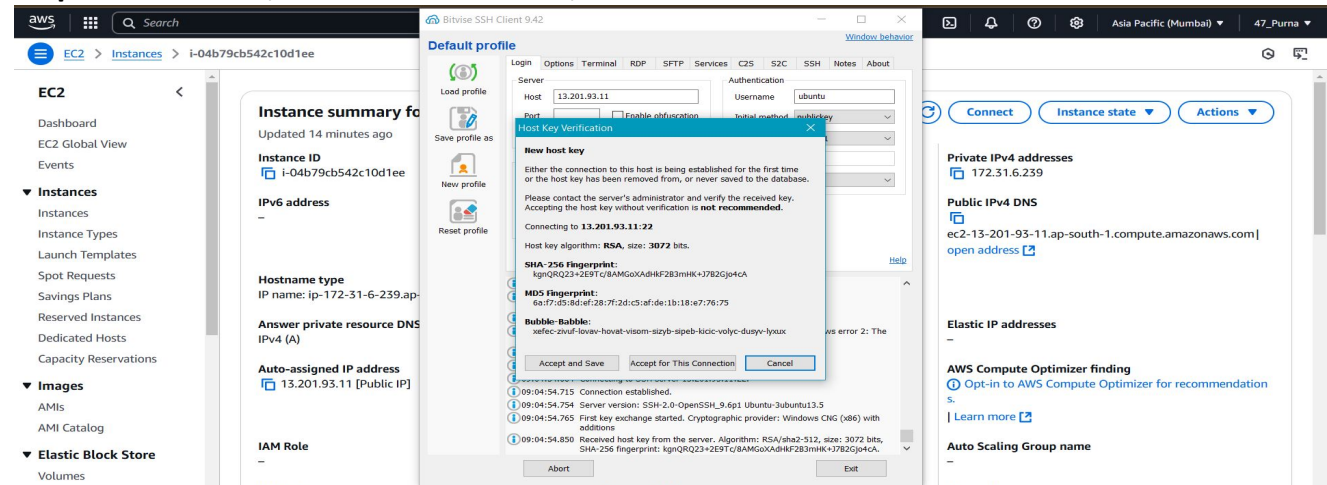 aws
Search
Asia Pacific (Mumbai) ▼
47_Purna ▼
EC2 > Instances > i-04b79cb542c10d1ee
EC2
Dashboard
EC2 Global View
Events
▼ Instances
Instances
Instance Types
Launch Templates
Spot Requests
Savings Plans
Reserved Instances
Dedicated Hosts
Capacity Reservations
▼ Images
AMIs
AMI Catalog
▼ Elastic Block Store
Volumes
Instance summary fo
Updated 14 minutes ago
Instance ID
i-04b79cb542c10d1ee
IPv6 address
–
Hostname type
IP name: ip-172-31-6-239.ap-
Answer private resource DNS
IPv4 (A)
Auto-assigned IP address
13.201.93.11 [Public IP]
IAM Role
–
Bitvise SSH Client 9.42
Default profile
Window behavior
Load profile
Save profile as
New profile
Reset profile
Login Options Terminal RDP SFTP Services C2S S2C SSH Notes About
Server
Host 13.201.93.11
Port
Enable obfuscation
Authentication
Username ubuntu
Initial method publickey
Help
Host Key Verification
New host key
Either the connection to this host is being established for the first time
or the host key has been removed from, or never saved to the database.
Please contact the server's administrator and verify the received key.
Accepting the host key without verification is not recommended.
Connecting to 13.201.93.11:22
Host key algorithm: RSA, size: 3072 bits.
SHA-256 Fingerprint:
kgnQRQ23+2E9Tc/8AMGoXAdHkF2B3mHK+J7B2Gjo4cA
MD5 Fingerprint:
6a:f7:d5:8d:ef:28:7f:2d:c5:af:de:1b:18:e7:76:75
Bubble-Babble:
xefec-zivuf-lovav-hovat-visom-sizyb-sipeb-kicic-volyc-dusyv-lyxux
Accept and Save
Accept for This Connection
Cancel
ws error 2: The
09:04:54.715 Connection established.
09:04:54.754 Server version: SSH-2.0-OpenSSH_9.6p1 Ubuntu-3ubuntu13.5
09:04:54.765 First key exchange started. Cryptographic provider: Windows CNG (x86) with
additions
09:04:54.850 Received host key from the server. Algorithm: RSA/sha2-512, size: 3072 bits,
SHA-256 fingerprint: kgnQRQ23+2E9Tc/8AMGoXAdHkF2B3mHK+J7B2Gjo4cA.
Abort
Exit
Connect
Instance state ▼
Actions ▼
Private IPv4 addresses
172.31.6.239
Public IPv4 DNS
ec2-13-201-93-11.ap-south-1.compute.amazonaws.com |
open address
Elastic IP addresses
–
AWS Compute Optimizer finding
Opt-in to AWS Compute Optimizer for recommendation
s.
| Learn more
Auto Scaling Group name
–